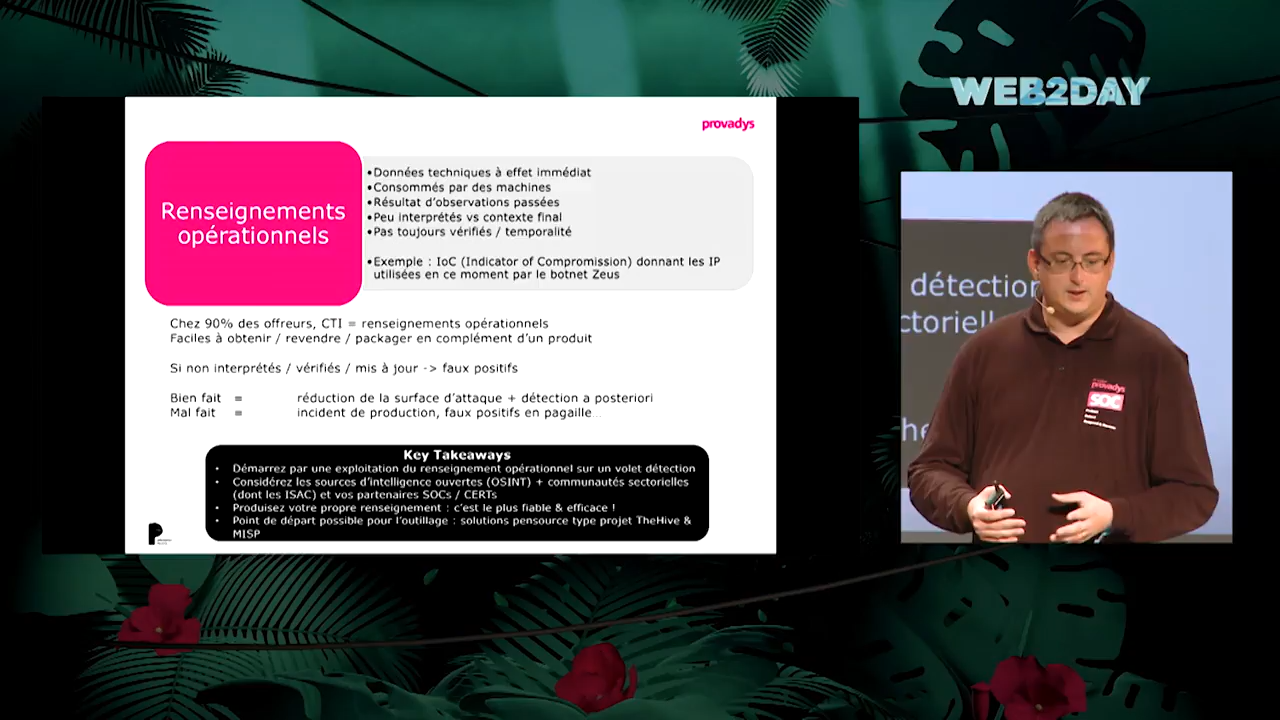 WEB2DAY
provadys
Renseignements
opérationnels
•Données techniques à effet immédiat
•Consommés par des machines
•Résultat d'observations passées
•Peu interprétés vs contexte final
•Pas toujours vérifiés / temporalité
•Exemple : IoC (Indicator of Compromission) donnant les IP
utilisées en ce moment par le botnet Zeus
Chez 90% des offreurs, CTI = renseignements opérationnels
Faciles à obtenir / revendre / packager en complément d'un produit
Si non interprétés / vérifiés / mis à jour -> faux positifs
Bien fait = réduction de la surface d'attaque + détection a posteriori
Mal fait = incident de production, faux positifs en pagaille...
Key Takeaways
• Démarrez par une exploitation du renseignement opérationnel sur un volet détection
• Considérez les sources d'intelligence ouvertes (OSINT) + communautés sectorielles
(dont les ISAC) et vos partenaires SOCs / CERTs
• Produisez votre propre renseignement : c'est le plus fiable & efficace !
• Point de départ possible pour l'outillage : solutions pensource type projet TheHive &
MISP
détection
ctoriell
he
provadys
SOC